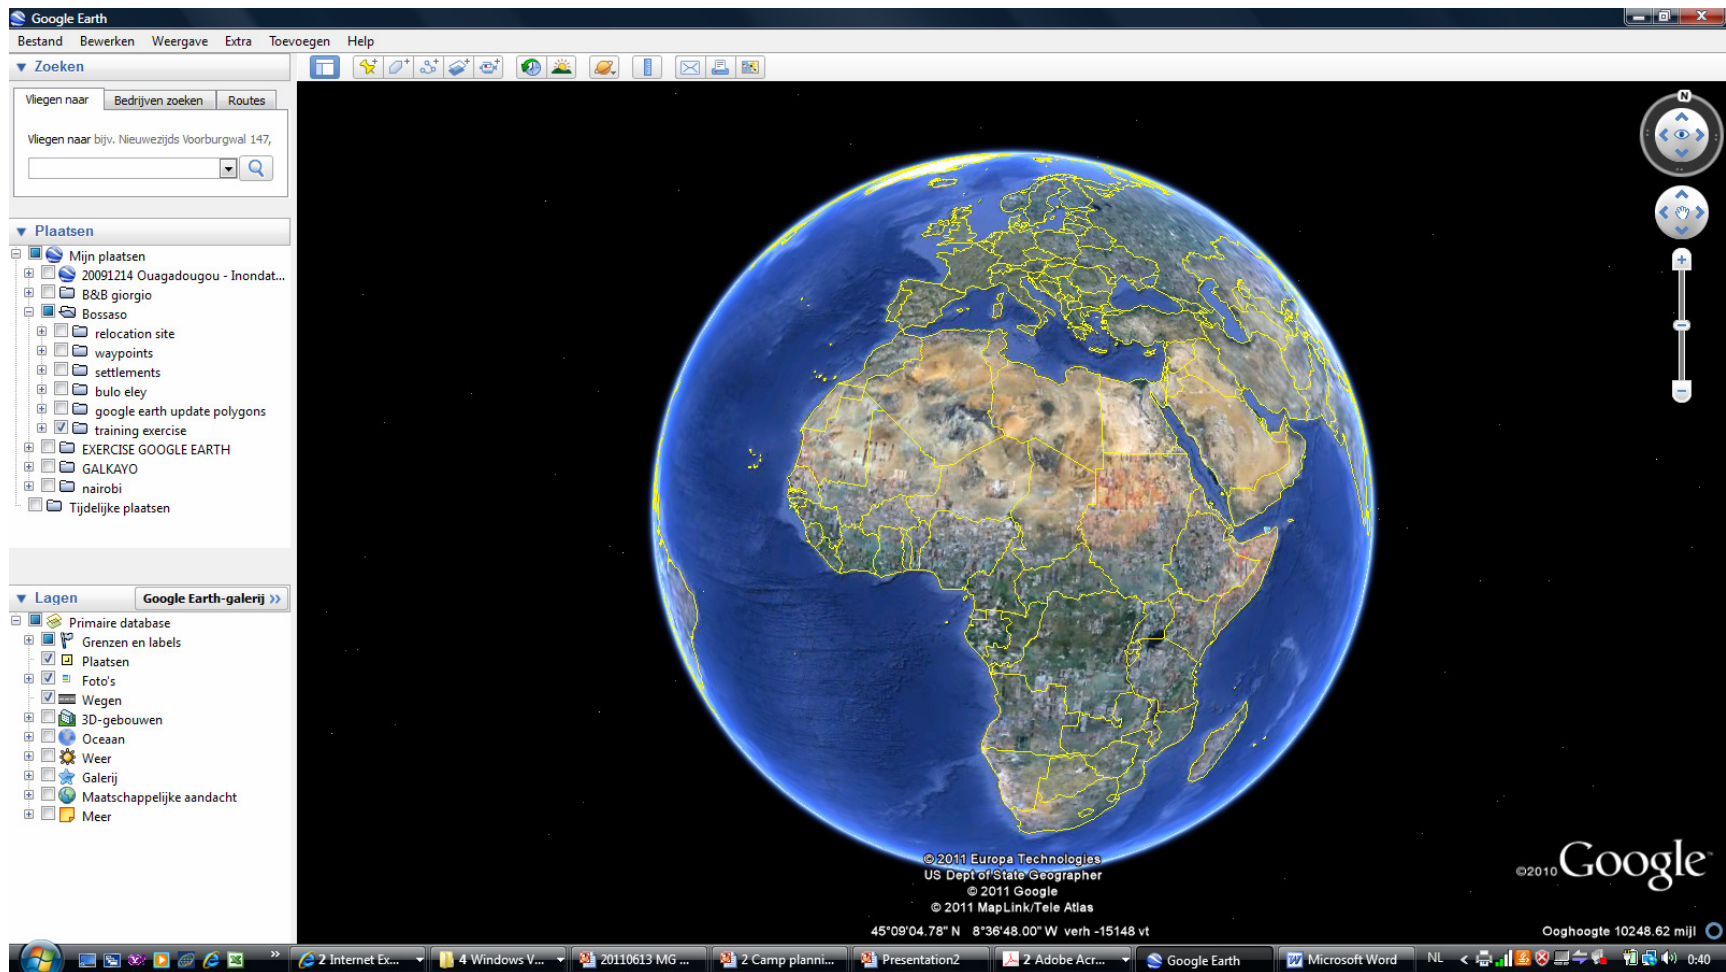 Google Earth
Bestand Bewerken Weergave Extra Toevoegen Help
Zoeken
Vliegen naar Bedrijven zoeken Routes
Vliegen naar bijv. Nieuwezijds Voorburgwal 147,
Plaatsen
Mijn plaatsen
20091214 Ouagadougou - Inondat...
B&B giorgio
Bossaso
relocation site
waypoints
settlements
bulo eley
google earth update polygons
training exercise
EXERCISE GOOGLE EARTH
GALKAYO
nairobi
Tijdelijke plaatsen
Lagen Google Earth-galerij >>
Primaire database
Grenzen en labels
Plaatsen
Foto's
Wegen
3D-gebouwen
Oceaan
Weer
Galerij
Maatschappelijke aandacht
Meer
N
© 2011 Europa Technologies
US Dept of State Geographer
© 2011 Google
© 2011 MapLink/Tele Atlas
45°09'04.78" N 8°36'48.00" W verh -15148 vt
©2010 Google™
Ooghoogte 10248.62 mijl
2 Internet Ex... 4 Windows V... 20110613 MG ... 2 Camp planni... Presentation2 2 Adobe Acr... Google Earth Microsoft Word NL 0:40